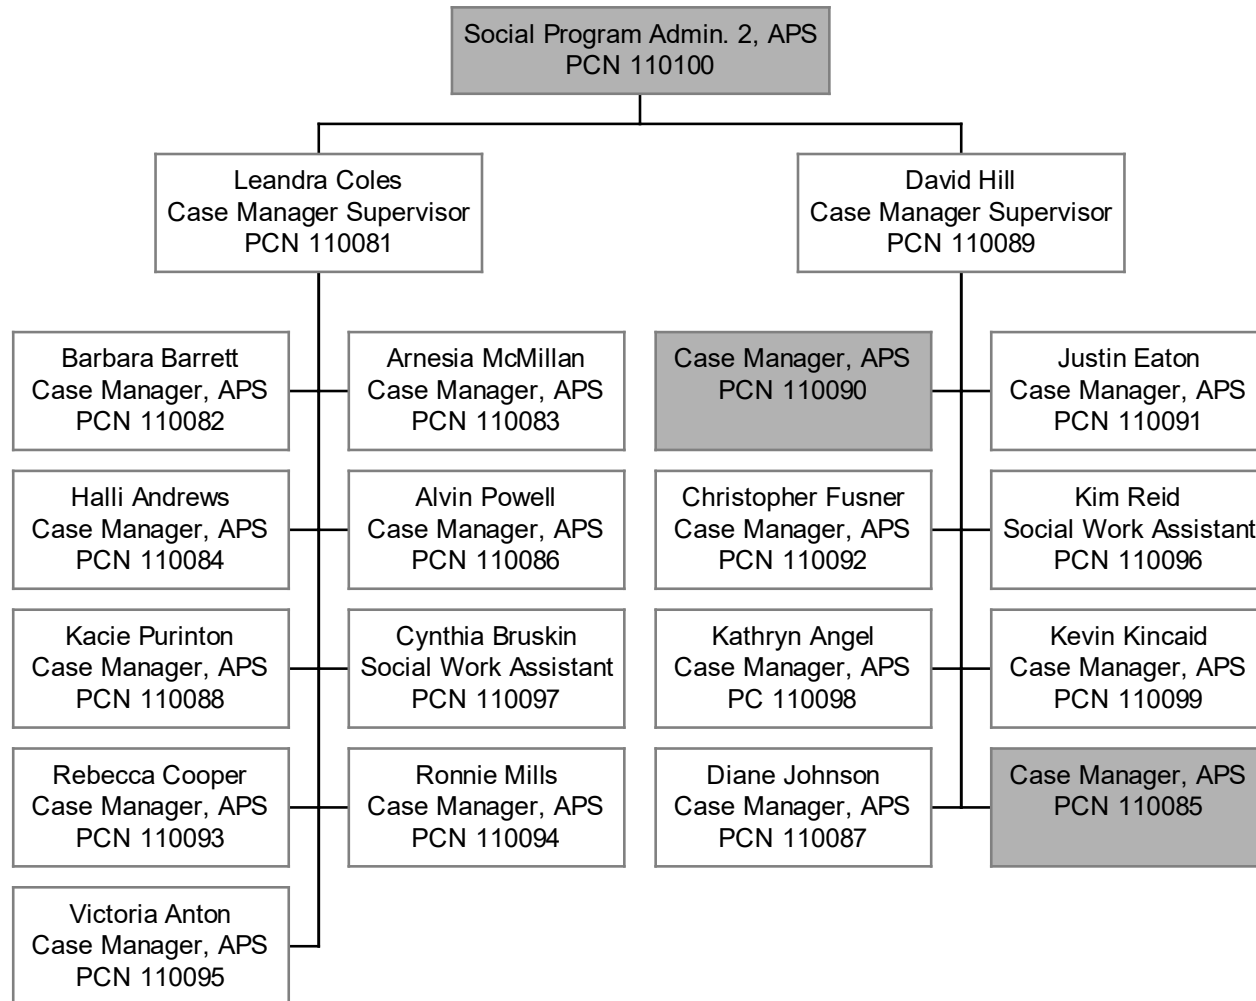 Social Program Admin. 2, APS
PCN 110100
Leandra Coles
Case Manager Supervisor
PCN 110081
David Hill
Case Manager Supervisor
PCN 110089
Barbara Barrett
Case Manager, APS
PCN 110082
Arnesia McMillan
Case Manager, APS
PCN 110083
Case Manager, APS
PCN 110090
Justin Eaton
Case Manager, APS
PCN 110091
Halli Andrews
Case Manager, APS
PCN 110084
Alvin Powell
Case Manager, APS
PCN 110086
Christopher Fusner
Case Manager, APS
PCN 110092
Kim Reid
Social Work Assistant
PCN 110096
Kacie Purinton
Case Manager, APS
PCN 110088
Cynthia Bruskin
Social Work Assistant
PCN 110097
Kathryn Angel
Case Manager, APS
PC 110098
Kevin Kincaid
Case Manager, APS
PCN 110099
Rebecca Cooper
Case Manager, APS
PCN 110093
Ronnie Mills
Case Manager, APS
PCN 110094
Diane Johnson
Case Manager, APS
PCN 110087
Case Manager, APS
PCN 110085
Victoria Anton
Case Manager, APS
PCN 110095